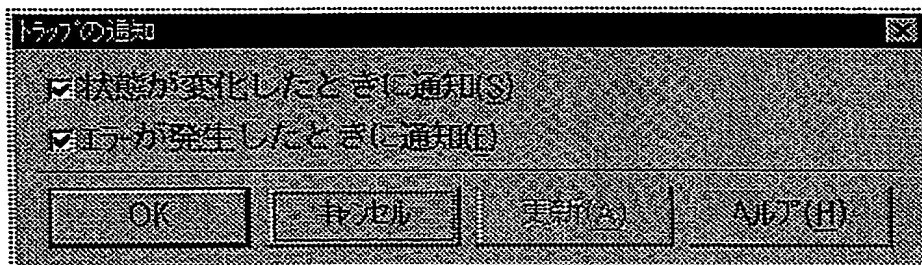 トラップの通知
状態が変化したときに通知(S)
エラーが発生したときに通知(E)
OK キャンセル 更新(A) ヘルプ(H)